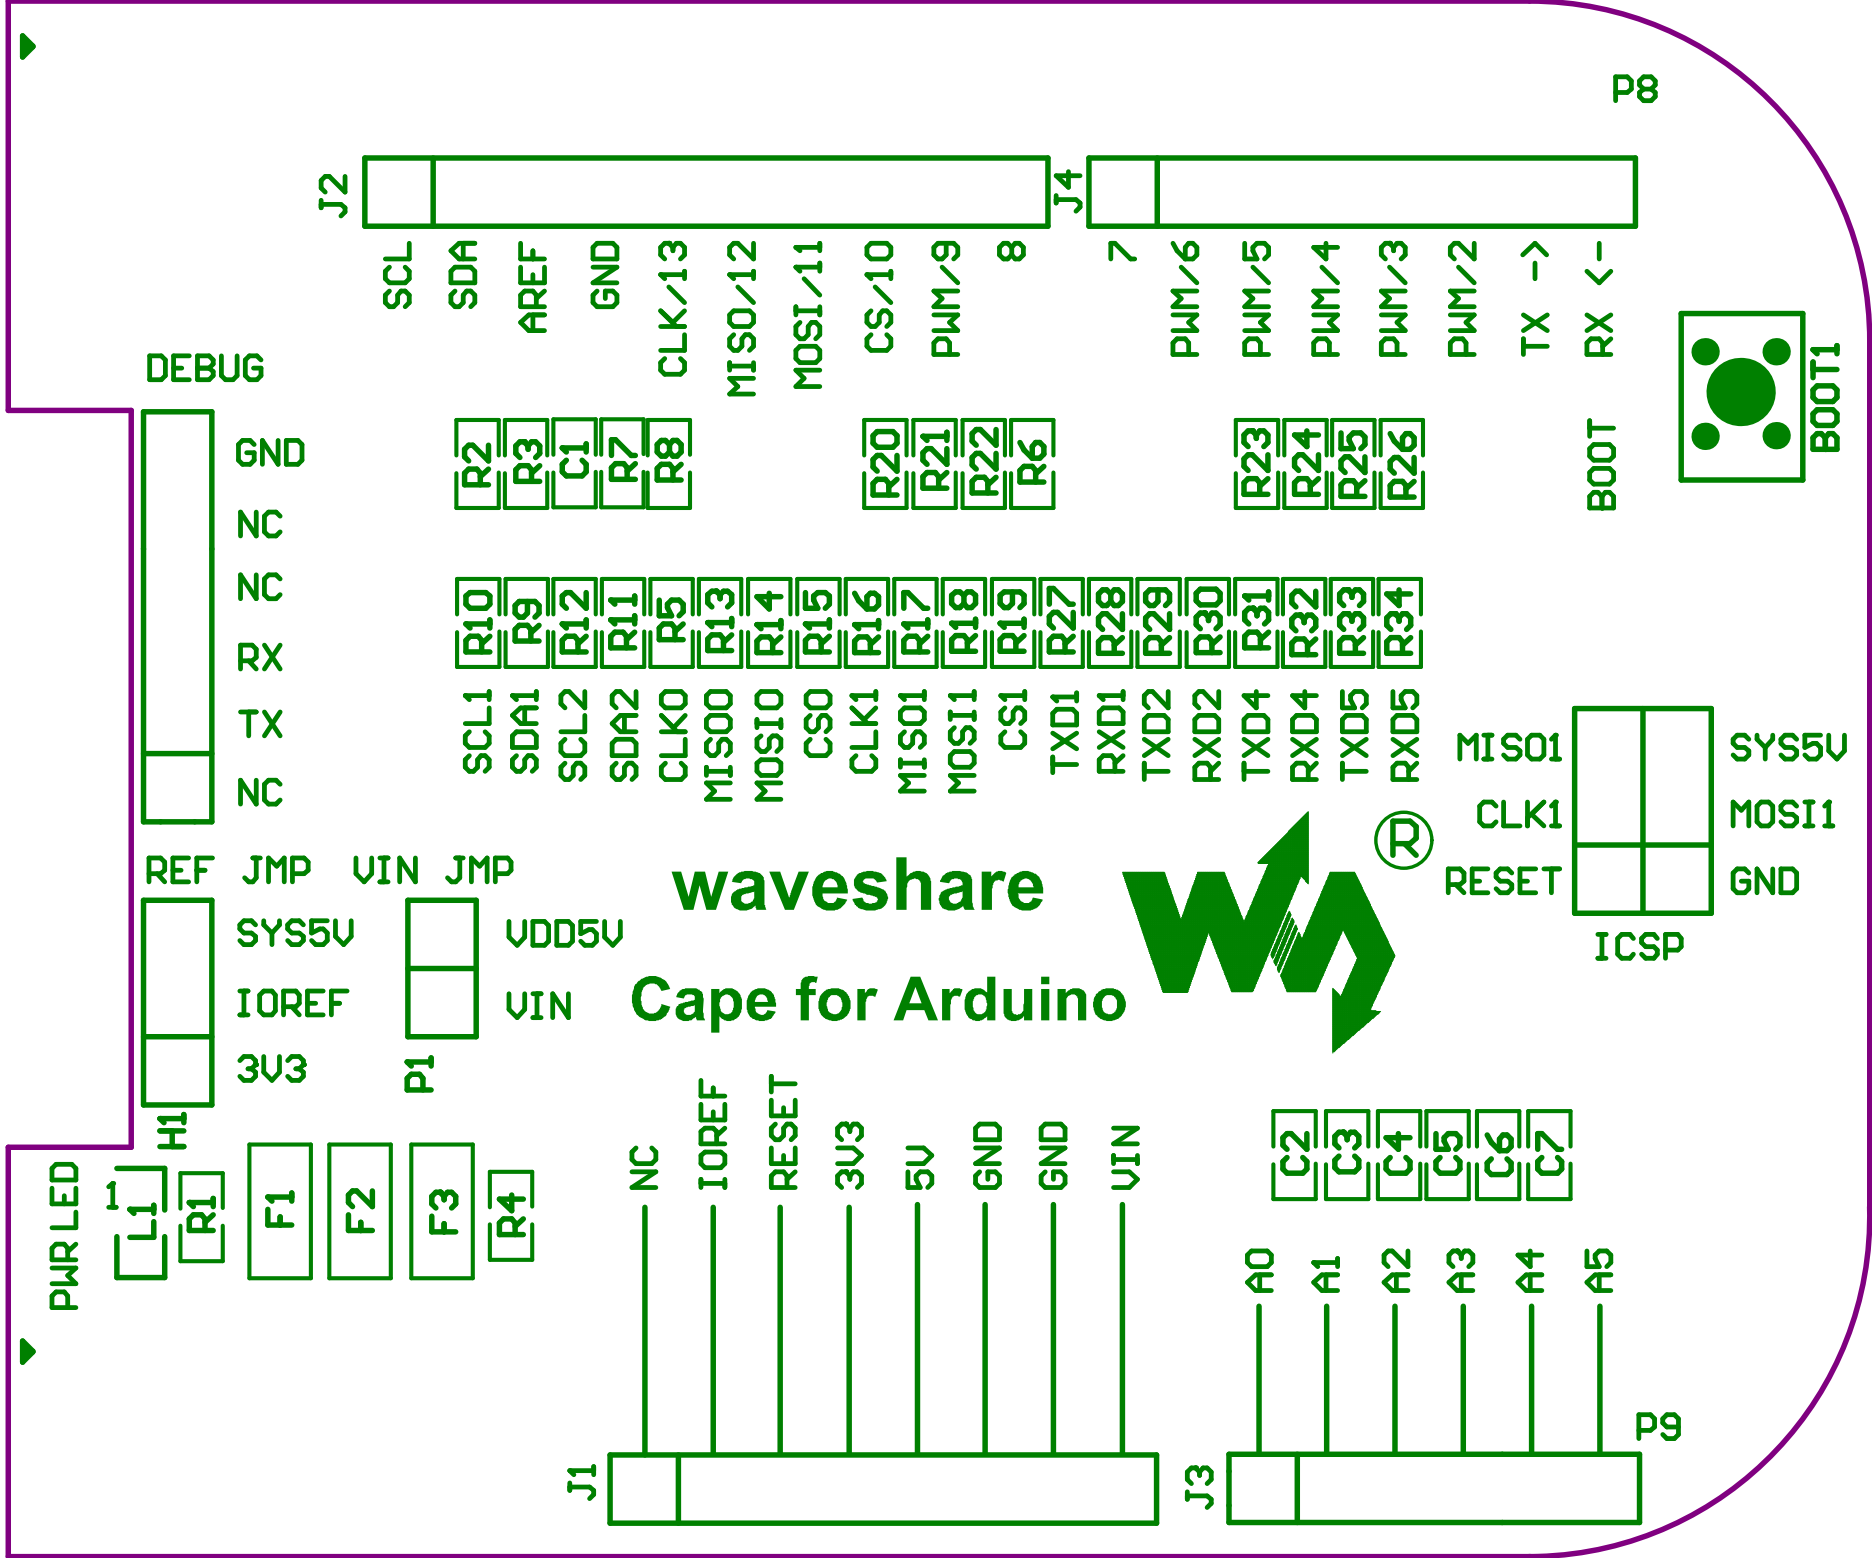 P8
J2
J4
SCL
SDA
AREF
GND
CLK/13
MISO/12
MOSI/11
CS/10
PWM/9
8
7
PWM/6
PWM/5
PWM/4
PWM/3
PWM/2
TX ->
RX <-
BOOT
BOOT1
DEBUG
GND
NC
NC
RX
TX
NC
R2
R3
C1
R7
R8
R20
R21
R22
R6
R23
R24
R25
R26
R10
R9
R12
R11
R5
R13
R14
R15
R16
R17
R18
R19
R27
R28
R29
R30
R31
R32
R33
R34
SCL1
SDA1
SCL2
SDA2
CLK0
MISO0
MOSI0
CS0
CLK1
MISO1
MOSI1
CS1
TXD1
RXD1
TXD2
RXD2
TXD4
RXD4
TXD5
RXD5
MISO1
SYS5V
CLK1
MOSI1
RESET
GND
ICSP
REF JMP
VIN JMP
SYS5V
IOREF
3V3
VDD5V
VIN
P1
H1
waveshare
®
Cape for Arduino
PWR LED
1
L1
R1
F1
F2
F3
R4
NC
IOREF
RESET
3V3
5V
GND
GND
VIN
C2
C3
C4
C5
C6
C7
A0
A1
A2
A3
A4
A5
J1
J3
P9